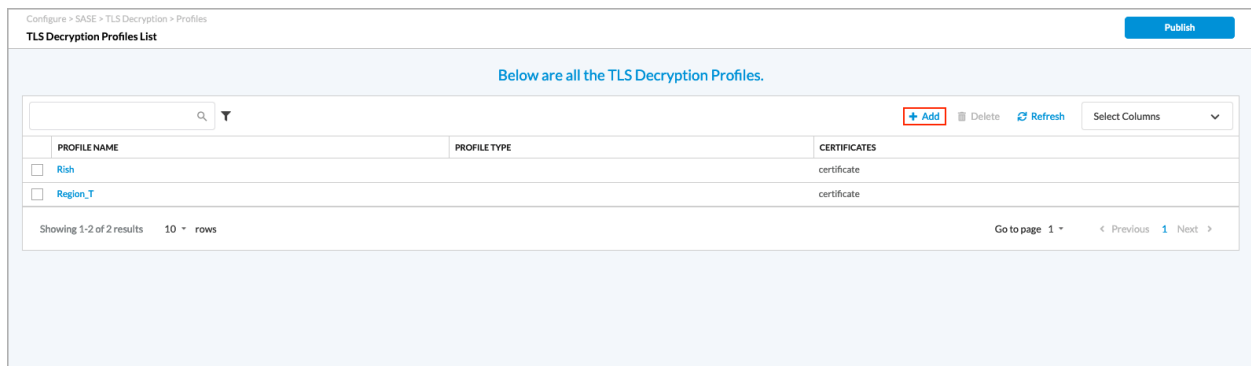 Configure > SASE > TLS Decryption > Profiles
TLS Decryption Profiles List
Publish
Below are all the TLS Decryption Profiles.
+ Add Delete Refresh Select Columns
PROFILE NAME PROFILE TYPE CERTIFICATES
Rish certificate
Region_T certificate
Showing 1-2 of 2 results 10 rows Go to page 1 < Previous 1 Next >